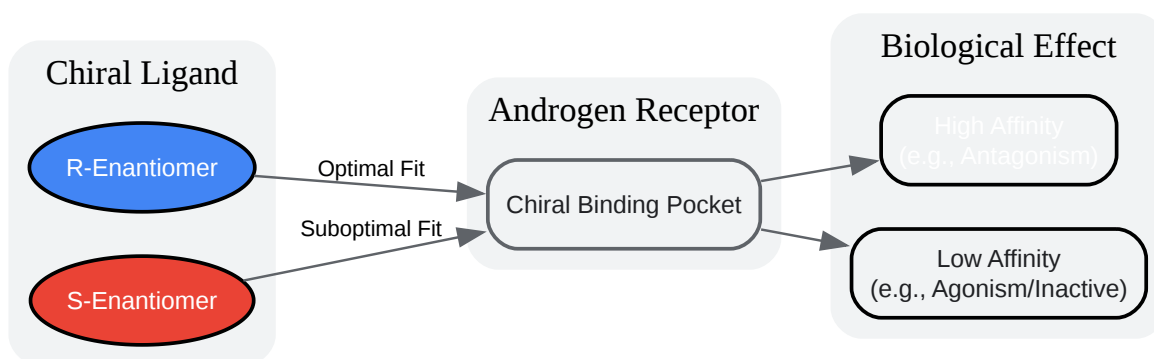 Chiral Ligand
R-Enantiomer
S-Enantiomer
Optimal Fit
Suboptimal Fit
Androgen Receptor
Chiral Binding Pocket
Biological Effect
High Affinity
(e.g., Antagonism)
Low Affinity
(e.g., Agonism/Inactive)